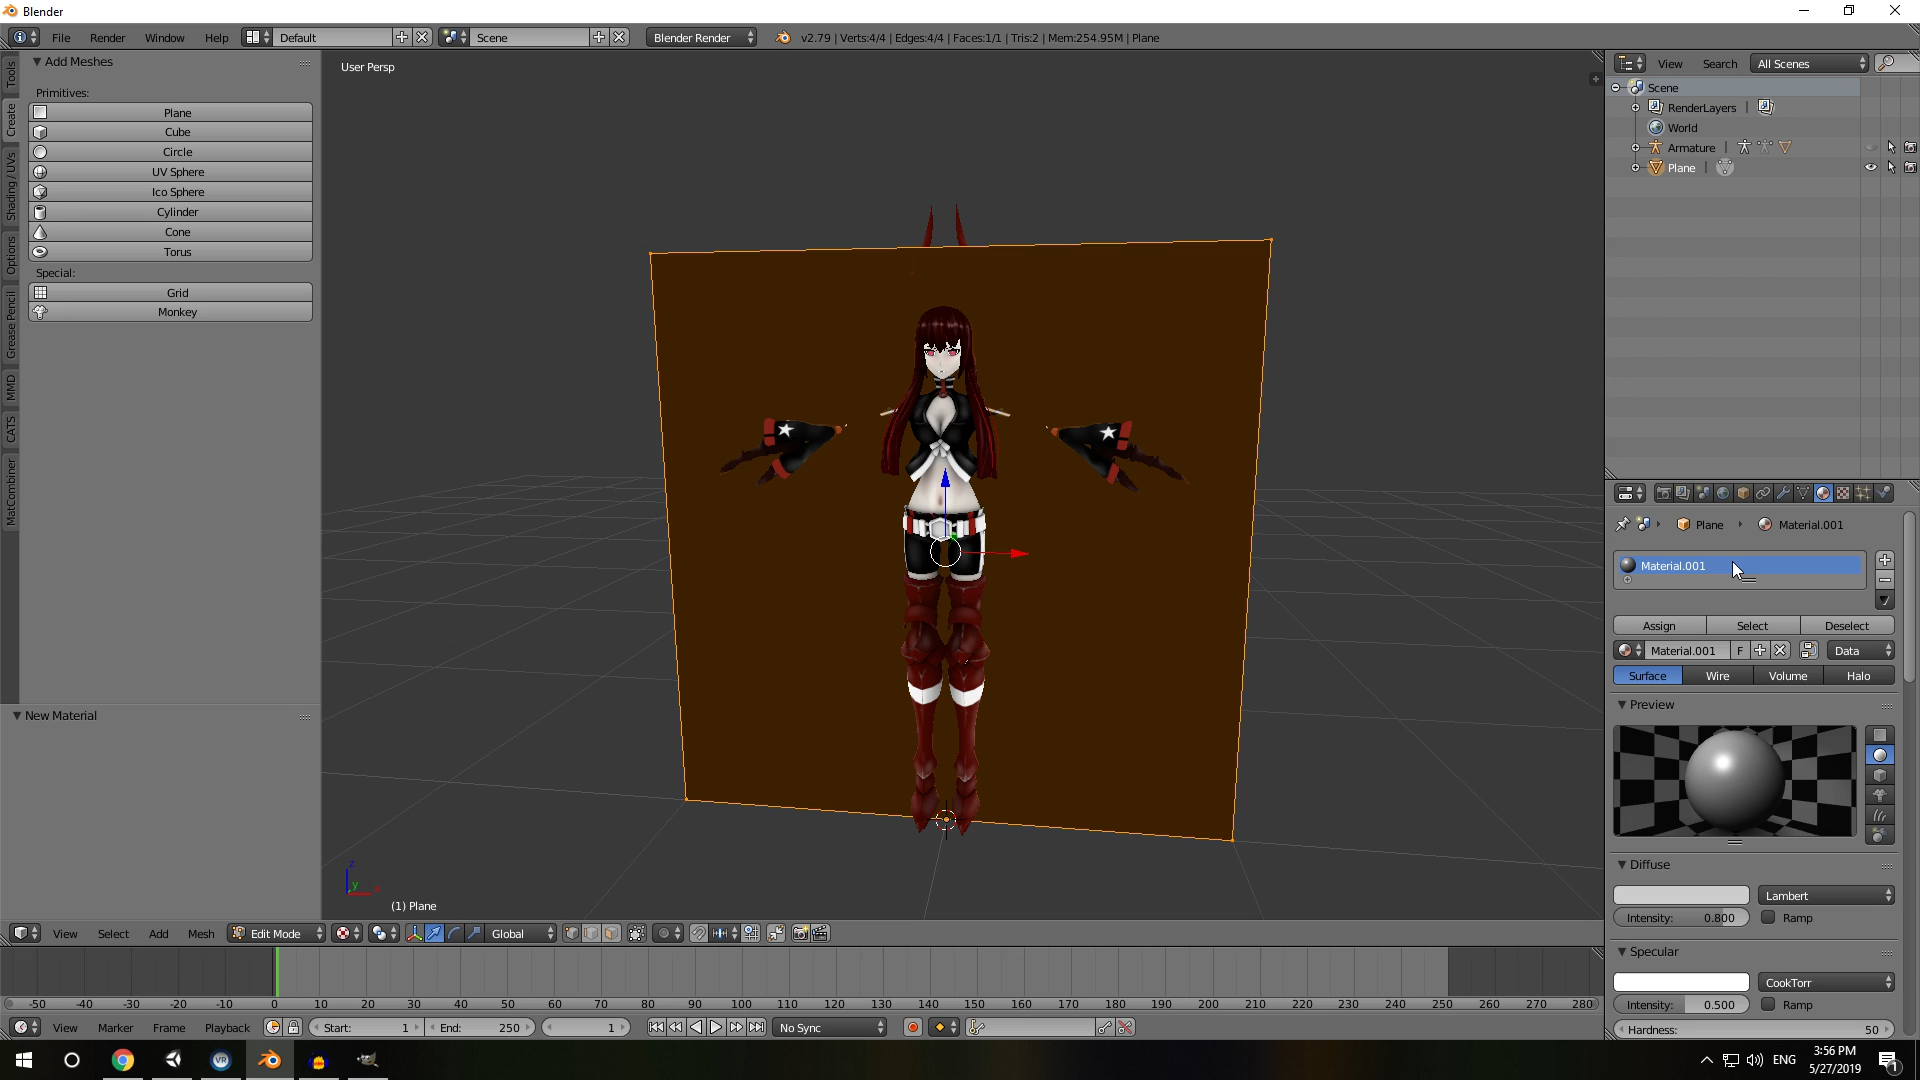 Blender
File Render Window Help Default Scene Blender Render v2.79 | Verts:4/4 | Edges:4/4 | Faces:1/1 | Tris:2 | Mem:254.95M | Plane
Add Meshes
Primitives:
Plane
Cube
Circle
UV Sphere
Ico Sphere
Cylinder
Cone
Torus
Special:
Grid
Monkey
Tools
Create
Shading / UVs
Options
Grease Pencil
MMD
CATS
MatCombiner
New Material
User Persp
(1) Plane
z
y
x
View Search All Scenes
Scene
RenderLayers
World
Armature
Plane
Plane Material.001
Material.001
Assign Select Deselect
Material.001 F Data
Surface Wire Volume Halo
Preview
Diffuse
Lambert
Intensity: 0.800 Ramp
Specular
CookTorr
Intensity: 0.500 Ramp
Hardness: 50
View Select Add Mesh Edit Mode Global
-50 -40 -30 -20 -10 0 10 20 30 40 50 60 70 80 90 100 110 120 130 140 150 160 170 180 190 200 210 220 230 240 250 260 270 280
View Marker Frame Playback Start: 1 End: 250 1 No Sync
VR
ENG
3:56 PM
5/27/2019
1